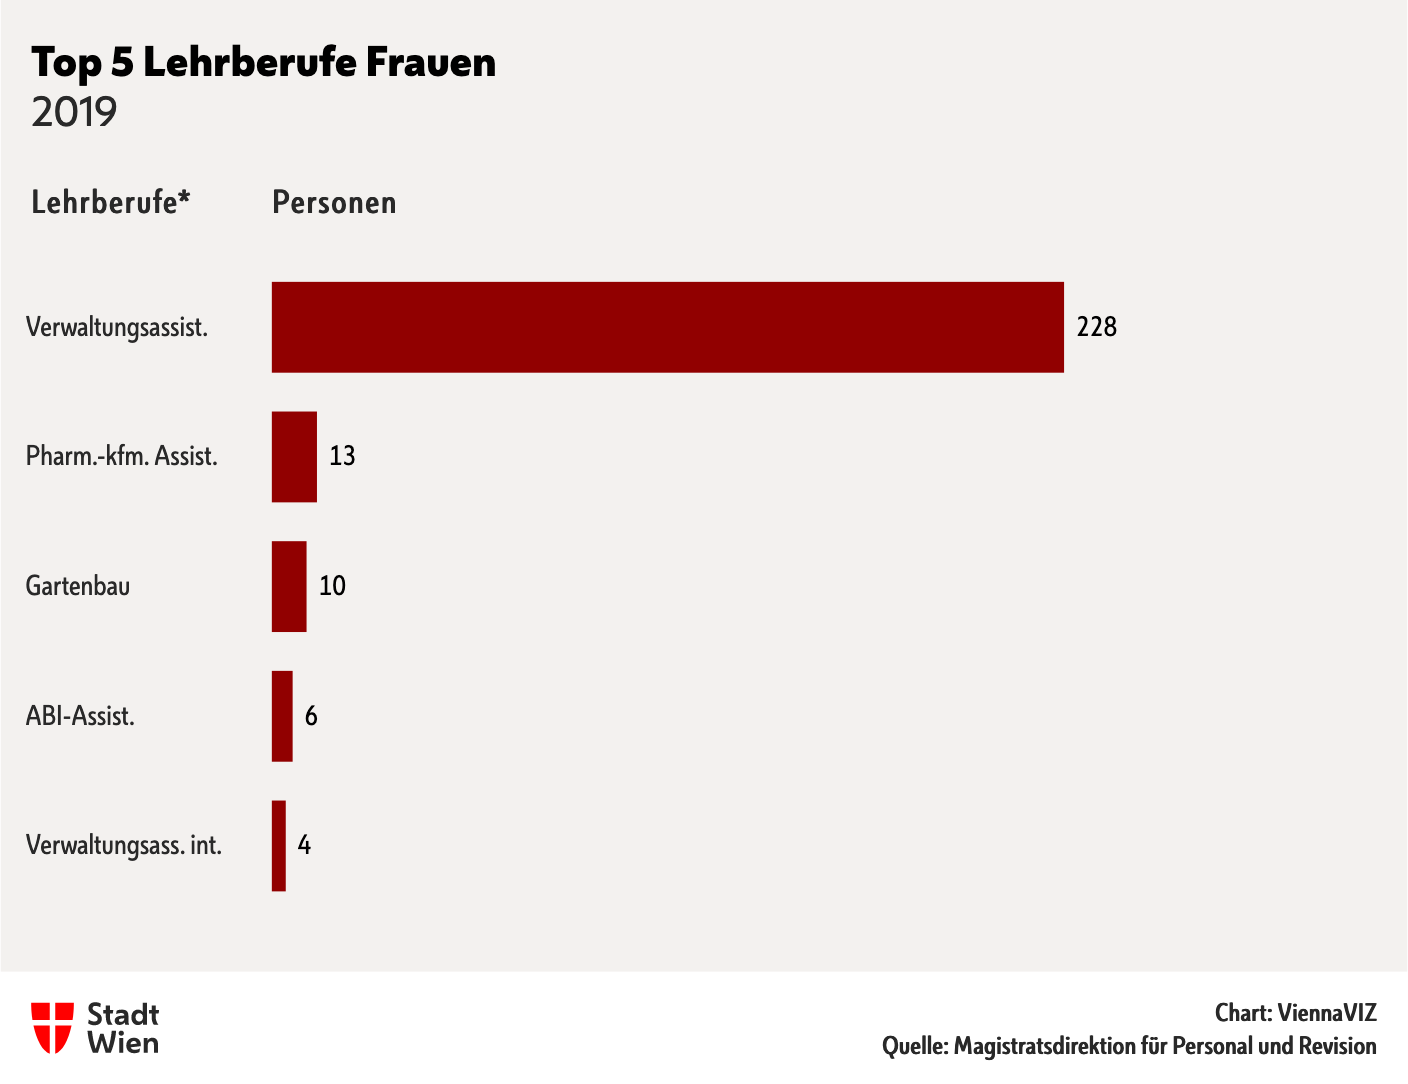 Top 5 Lehrberufe Frauen
2019
Lehrberufe* Personen
Verwaltungsassist. 228
Pharm.-kfm. Assist. 13
Gartenbau 10
ABI-Assist. 6
Verwaltungsass. int. 4
Stadt
Wien
Chart: ViennaVIZ
Quelle: Magistratsdirektion für Personal und Revision